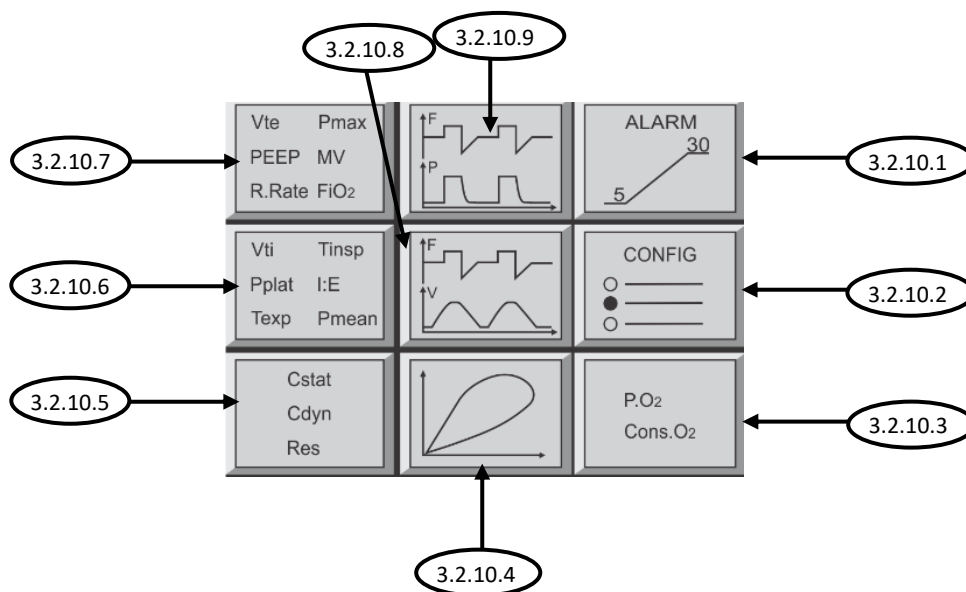 3.2.10.9
3.2.10.8
Vte Pmax
PEEP MV
R.Rate FiO2
F
P
ALARM
30
5
3.2.10.7
3.2.10.1
Vti Tinsp
Pplat I:E
Texp Pmean
F
V
CONFIG
3.2.10.6
3.2.10.2
Cstat
Cdyn
Res
P.O2
Cons.O2
3.2.10.5
3.2.10.3
3.2.10.4